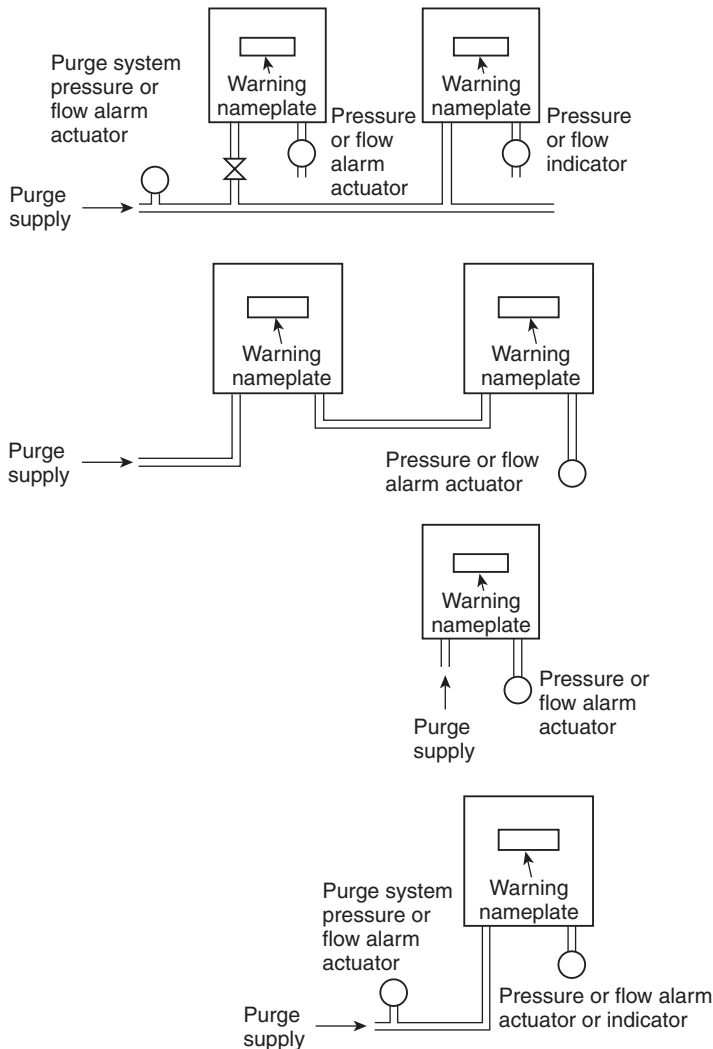 Purge system
pressure or
flow alarm
actuator
Warning
nameplate
Pressure
or flow
alarm
actuator
Warning
nameplate
Pressure
or flow
indicator
Purge
supply
Warning
nameplate
Warning
nameplate
Purge
supply
Pressure or flow
alarm actuator
Warning
nameplate
Pressure or
flow alarm
actuator
Purge
supply
Warning
nameplate
Purge system
pressure or
flow alarm
actuator
Pressure or flow alarm
actuator or indicator
Purge
supply